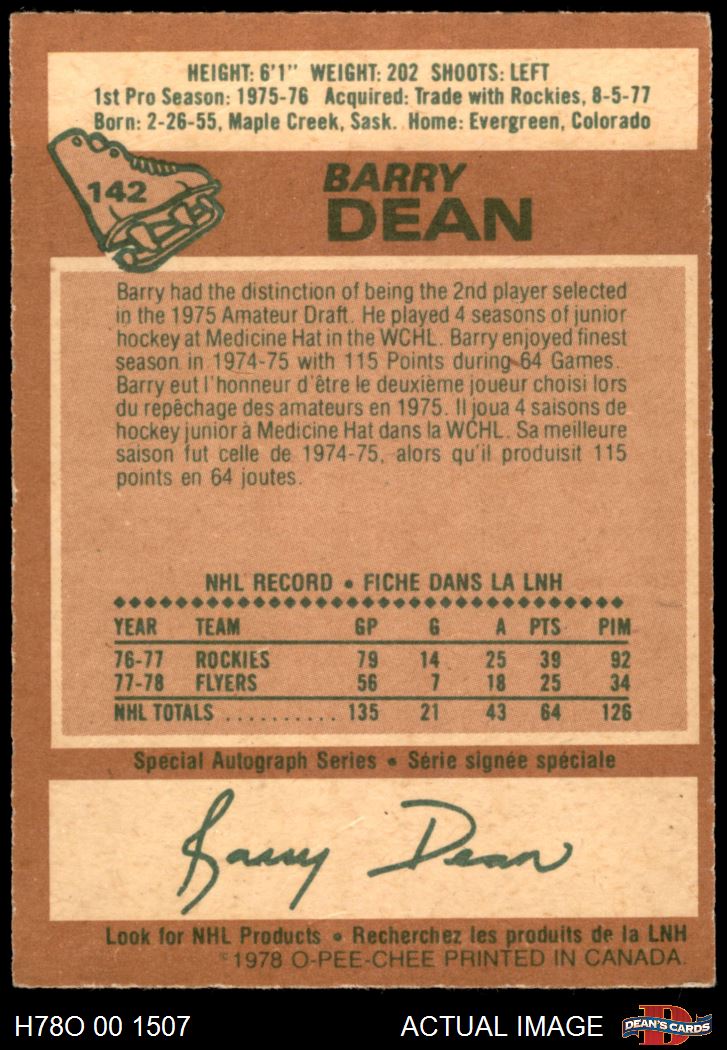 HEIGHT: 6'1" WEIGHT: 202 SHOOTS: LEFT
1st Pro Season: 1975-76 Acquired: Trade with Rockies, 8-5-77
Born: 2-26-55, Maple Creek, Sask. Home: Evergreen, Colorado
142
BARRY
DEAN
Barry had the distinction of being the 2nd player selected
in the 1975 Amateur Draft. He played 4 seasons of junior
hockey at Medicine Hat in the WCHL. Barry enjoyed finest
season in 1974-75 with 115 Points during 64 Games.
Barry eut l'honneur d'être le deuxième joueur choisi lors
du repêchage des amateurs en 1975. Il joua 4 saisons de
hockey junior à Medicine Hat dans la WCHL. Sa meilleure
saison fut celle de 1974-75, alors qu'il produisit 115
points en 64 joutes.
NHL RECORD • FICHE DANS LA LNH
YEAR TEAM GP G A PTS PIM
76-77 ROCKIES 79 14 25 39 92
77-78 FLYERS 56 7 18 25 34
NHL TOTALS .......... 135 21 43 64 126
Special Autograph Series • Série signée spéciale
Barry Dean
Look for NHL Products • Recherchez les produits de la LNH
©1978 O-PEE-CHEE PRINTED IN CANADA.
H78O 00 1507 ACTUAL IMAGE D DEAN'S CARDS